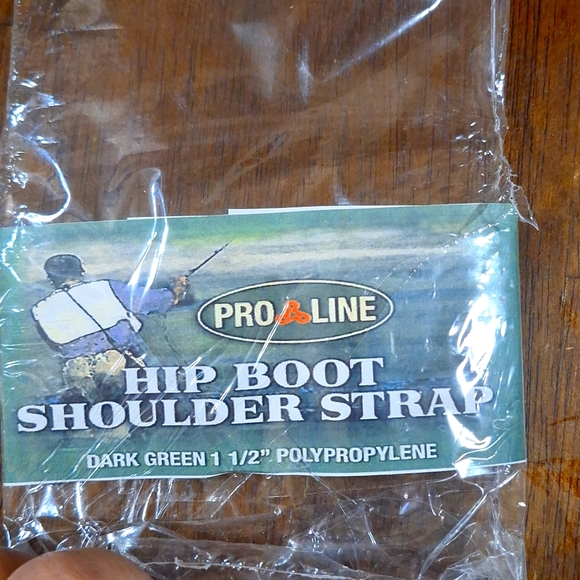 PRO LINE
HIP BOOT
SHOULDER STRAP
DARK GREEN 1 1/2" POLYPROPYLENE